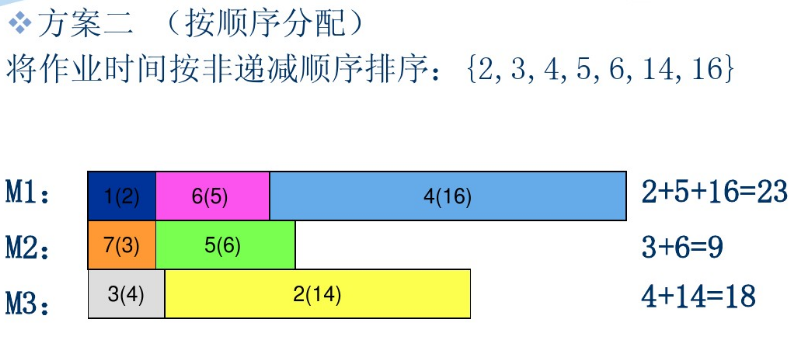 方案二 （按顺序分配）
将作业时间按非递减顺序排序：{2,3,4,5,6,14,16}
M1： 1(2) 6(5) 4(16) 2+5+16=23
M2： 7(3) 5(6) 3+6=9
M3： 3(4) 2(14) 4+14=18